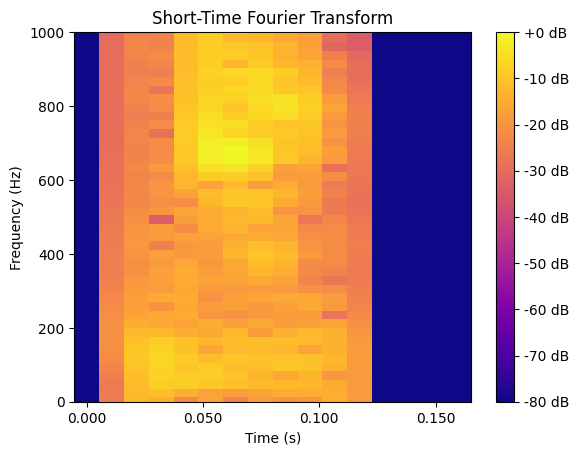 Short-Time Fourier Transform
1000
800
600
400
200
0
Frequency (Hz)
0.000
0.050
0.100
0.150
Time (s)
+0 dB
-10 dB
-20 dB
-30 dB
-40 dB
-50 dB
-60 dB
-70 dB
-80 dB